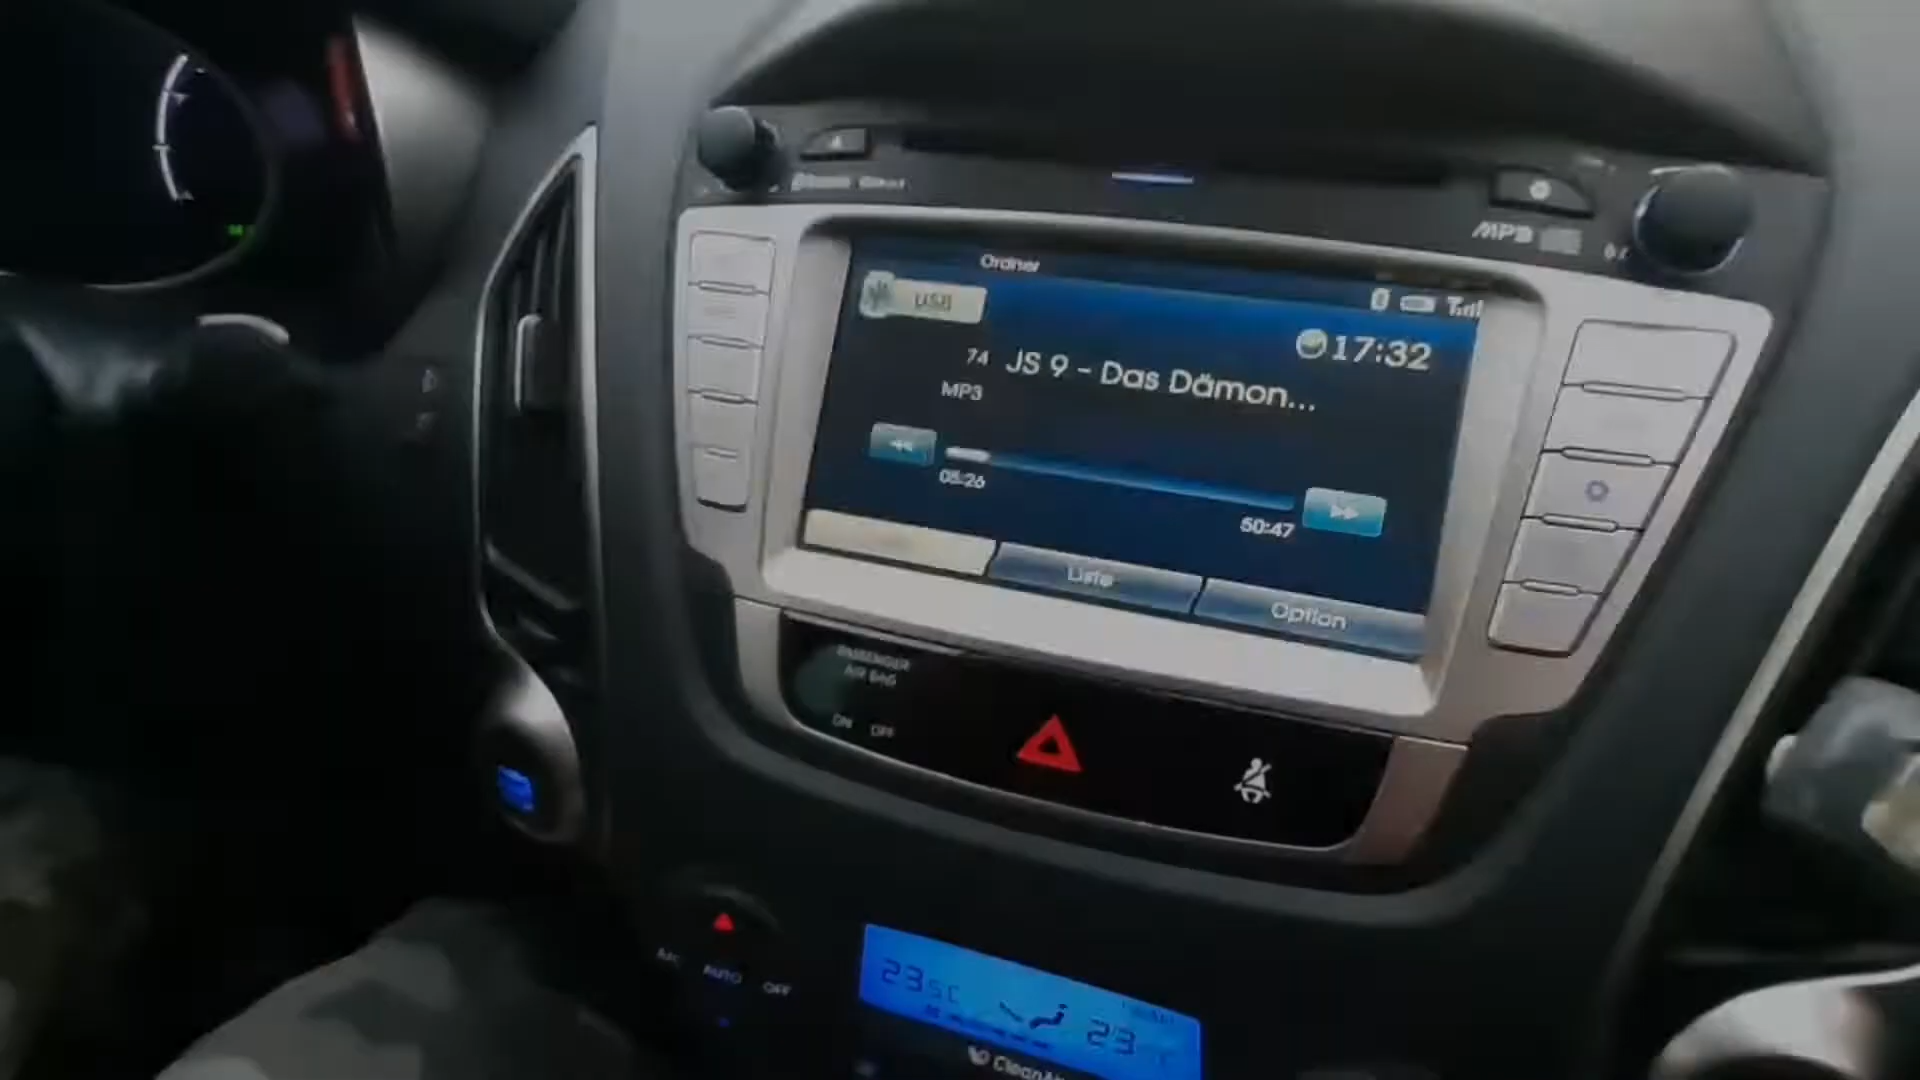 MP3
Ordner
USB
17:32
74 JS 9 - Das Dämon...
MP3
05:26
50:47
Liste
Option
PASSENGER
AIR BAG
ON OFF
AUTO OFF
23.5C
23